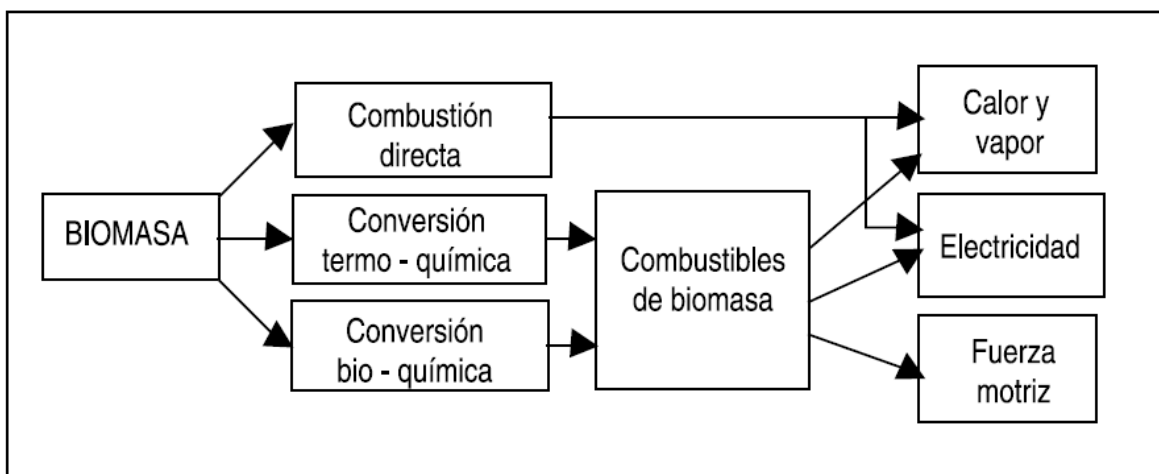 BIOMASA
Combustión
directa
Conversión
termo - química
Conversión
bio - química
Combustibles
de biomasa
Calor y
vapor
Electricidad
Fuerza
motriz